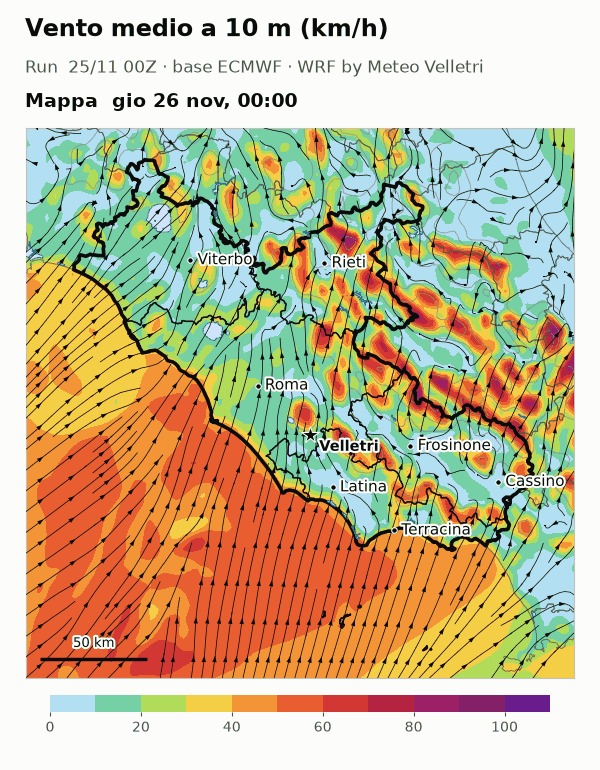 Vento medio a 10 m (km/h)
Run  25/11 00Z · base ECMWF · WRF by Meteo Velletri
Mappa  gio 26 nov, 00:00
Viterbo
Rieti
Roma
Velletri
Frosinone
Cassino
Latina
Terracina
50 km
0 20 40 60 80 100